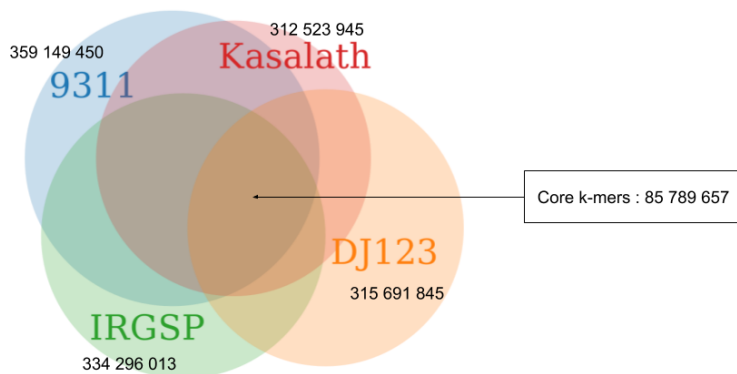 312 523 945
359 149 450
Kasalath
9311
Core k-mers : 85 789 657
DJ123
315 691 845
IRGSP
334 296 013